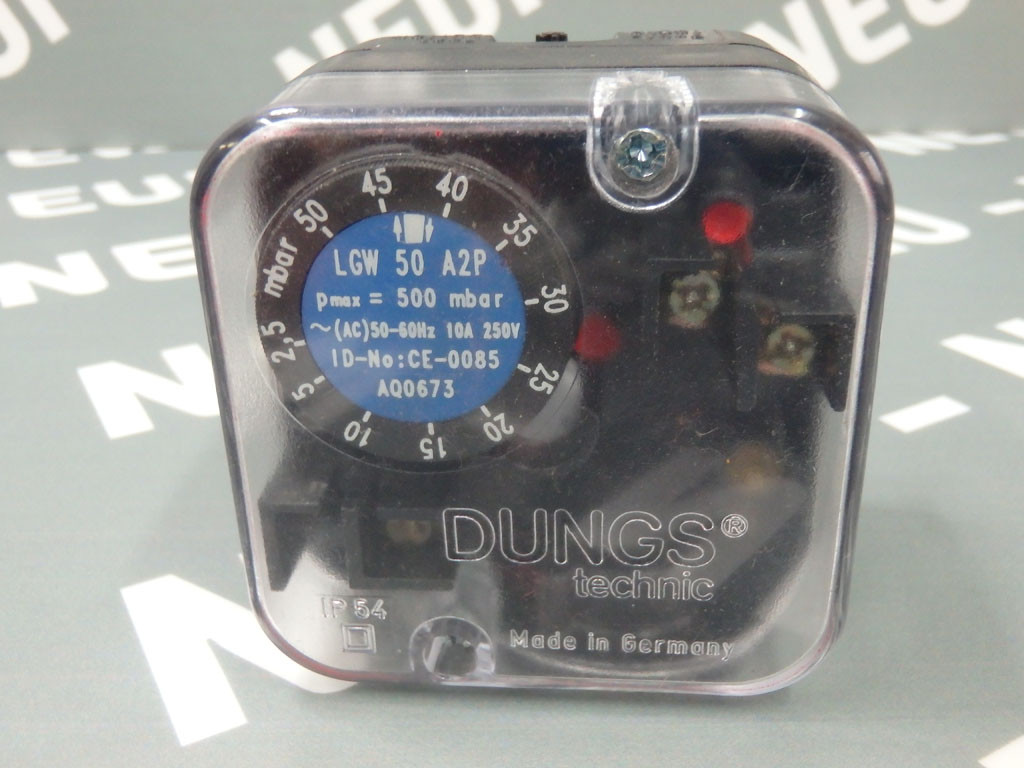 45 40
50 35
mbar 30
2,5 25
5 20
10 15
LGW 50 A2P
pmax = 500 mbar
~(AC)50-60Hz 10A 250V
ID-No:CE-0085
AQ0673
DUNGS®
technic
IP 54
Made in Germany
NEU -